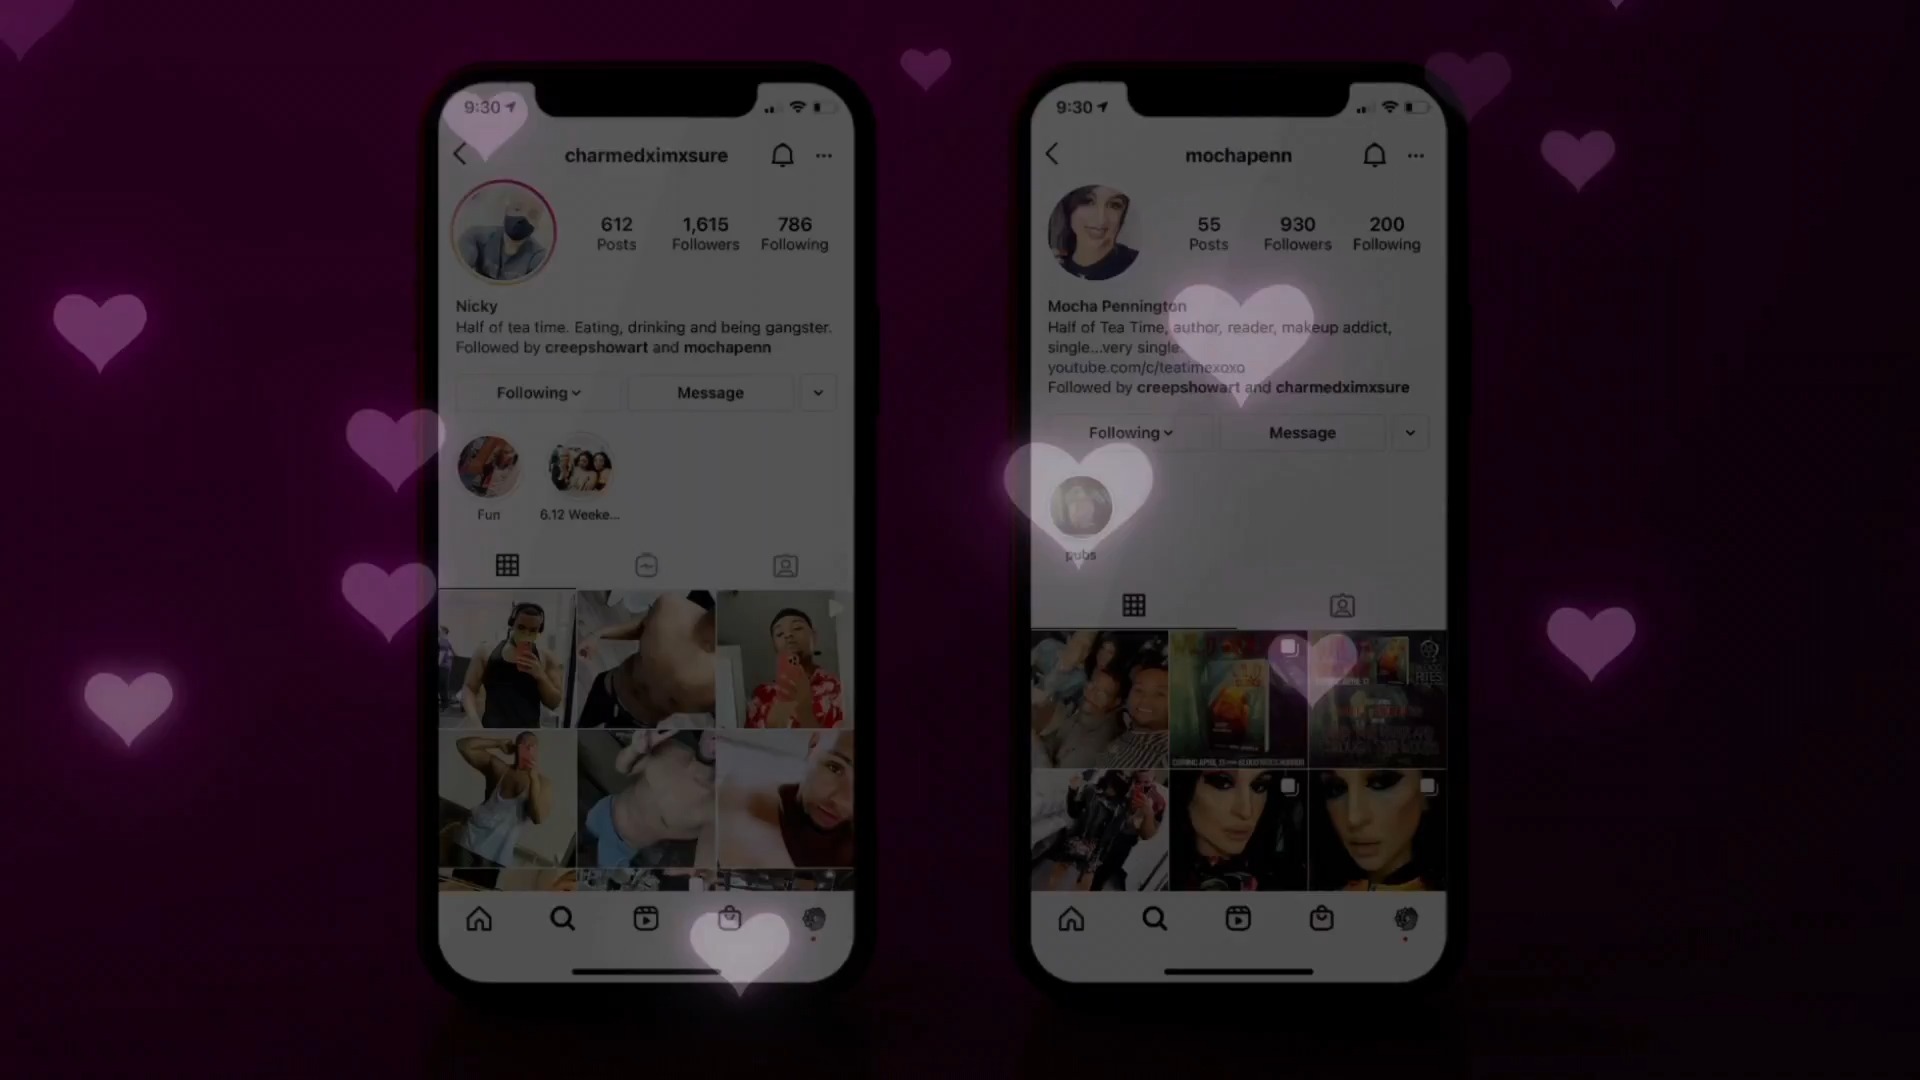 9:30
charmedximxsure
612
1,615
786
Posts
Followers
Following
Nicky
Half of tea time. Eating, drinking and being gangster.
Followed by creepshowart and mochapenn
Following
Message
Fun
6.12 Weeke...
9:30
mochapenn
55
930
200
Posts
Followers
Following
Mocha Pennington
Half of Tea Time, author, reader, makeup addict,
single...very single.
youtube.com/c/teatimexoxo
Followed by creepshowart and charmedximxsure
Following
Message
pubs